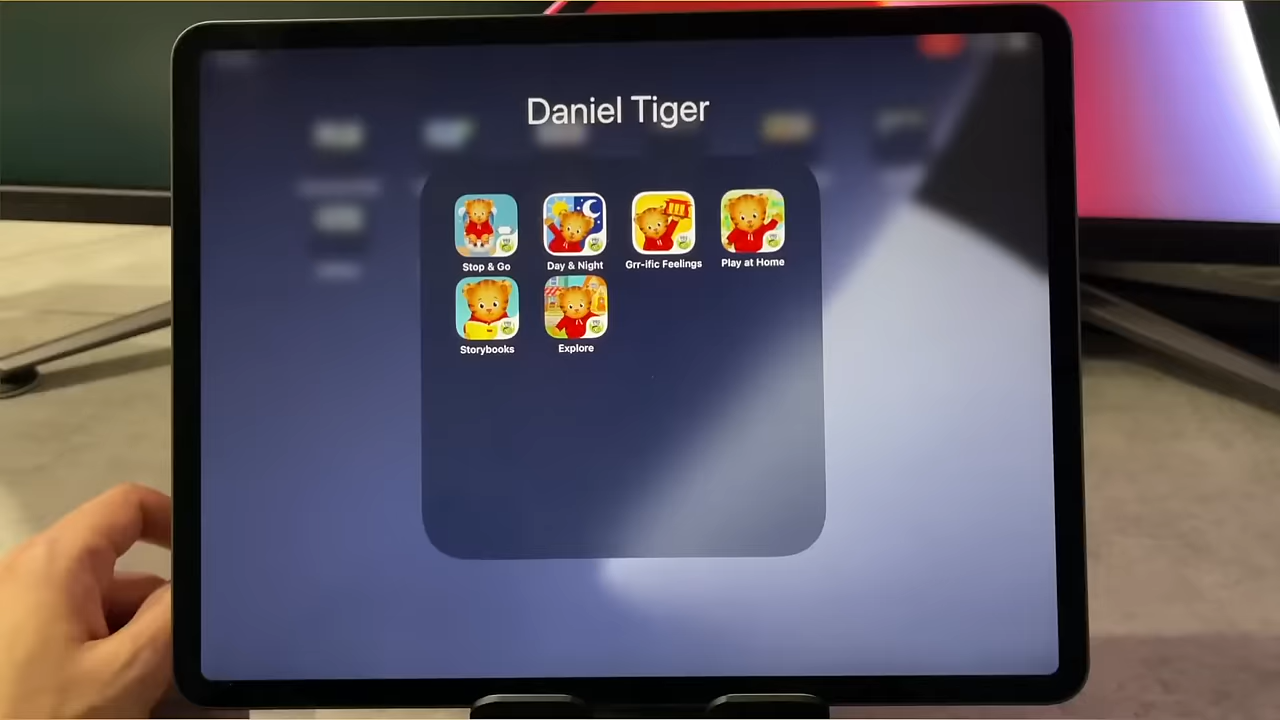 Daniel Tiger
Stop & Go
Day & Night
Grr-ific Feelings
Play at Home
Storybooks
Explore